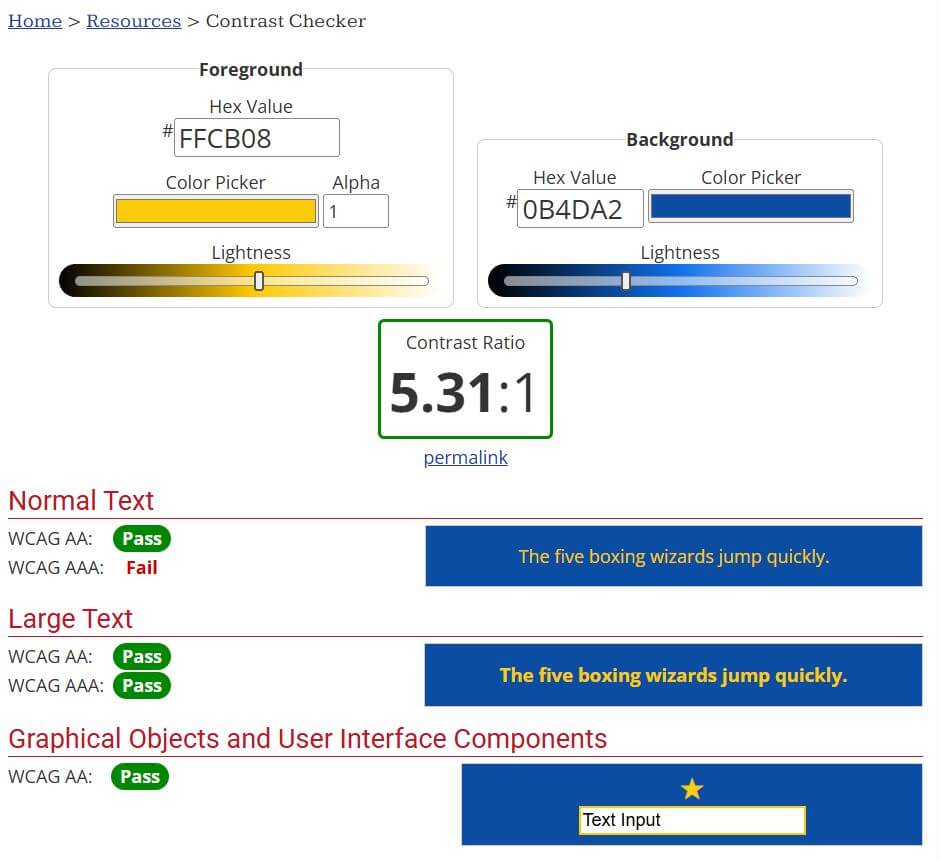 Home > Resources > Contrast Checker
Foreground
Hex Value
#FFCB08
Color Picker Alpha
1
Lightness
Background
Hex Value Color Picker
#0B4DA2
Lightness
Contrast Ratio
5.31:1
permalink
Normal Text
WCAG AA: Pass
WCAG AAA: Fail
The five boxing wizards jump quickly.
Large Text
WCAG AA: Pass
WCAG AAA: Pass
The five boxing wizards jump quickly.
Graphical Objects and User Interface Components
WCAG AA: Pass
Text Input